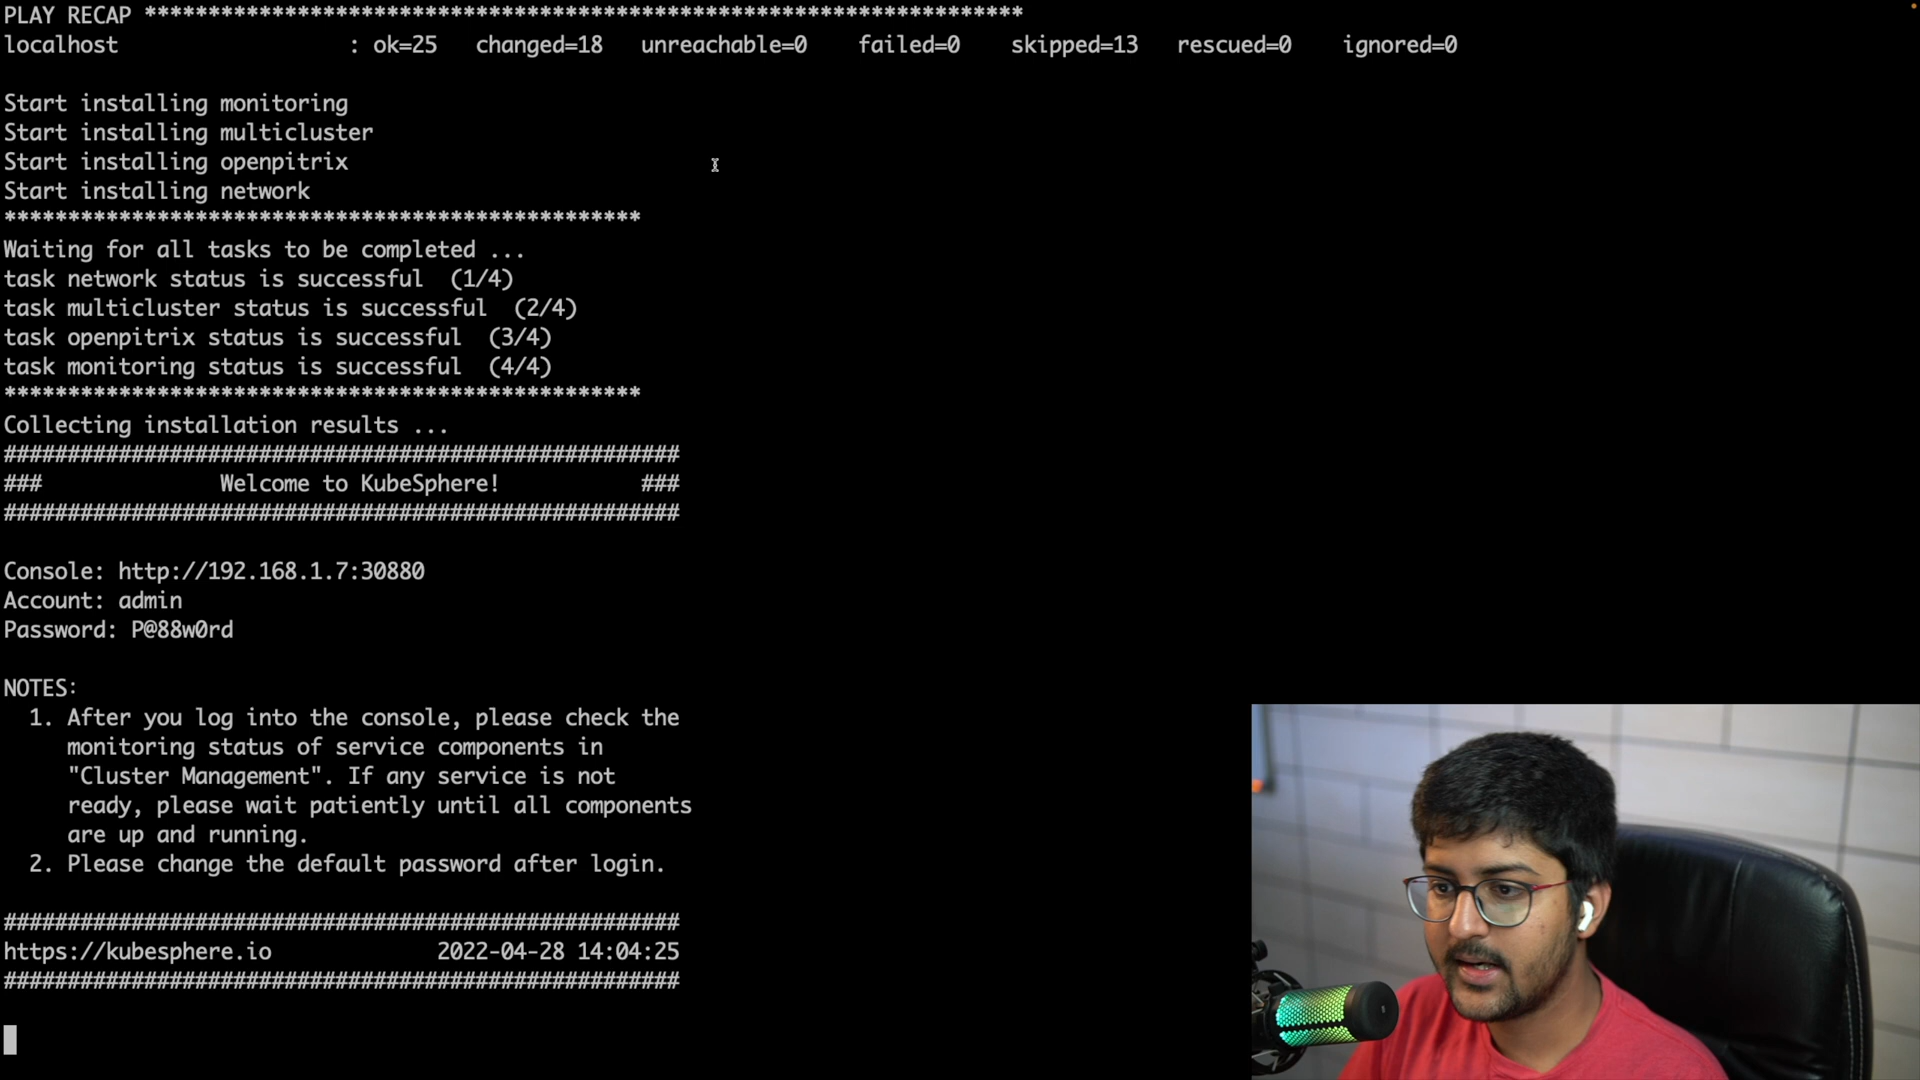 PLAY RECAP *********************************************************************
localhost                  : ok=25   changed=18   unreachable=0    failed=0    skipped=13   rescued=0    ignored=0
Start installing monitoring
Start installing multicluster
Start installing openpitrix
Start installing network
**************************************************
Waiting for all tasks to be completed ...
task network status is successful  (1/4)
task multicluster status is successful  (2/4)
task openpitrix status is successful  (3/4)
task monitoring status is successful  (4/4)
**************************************************
Collecting installation results ...
#####################################################
###              Welcome to KubeSphere!           ###
#####################################################
Console: http://192.168.1.7:30880
Account: admin
Password: P@88w0rd
NOTES:
  1. After you log into the console, please check the
     monitoring status of service components in
     "Cluster Management". If any service is not
     ready, please wait patiently until all components
     are up and running.
  2. Please change the default password after login.
#####################################################
https://kubesphere.io             2022-04-28 14:04:25
#####################################################